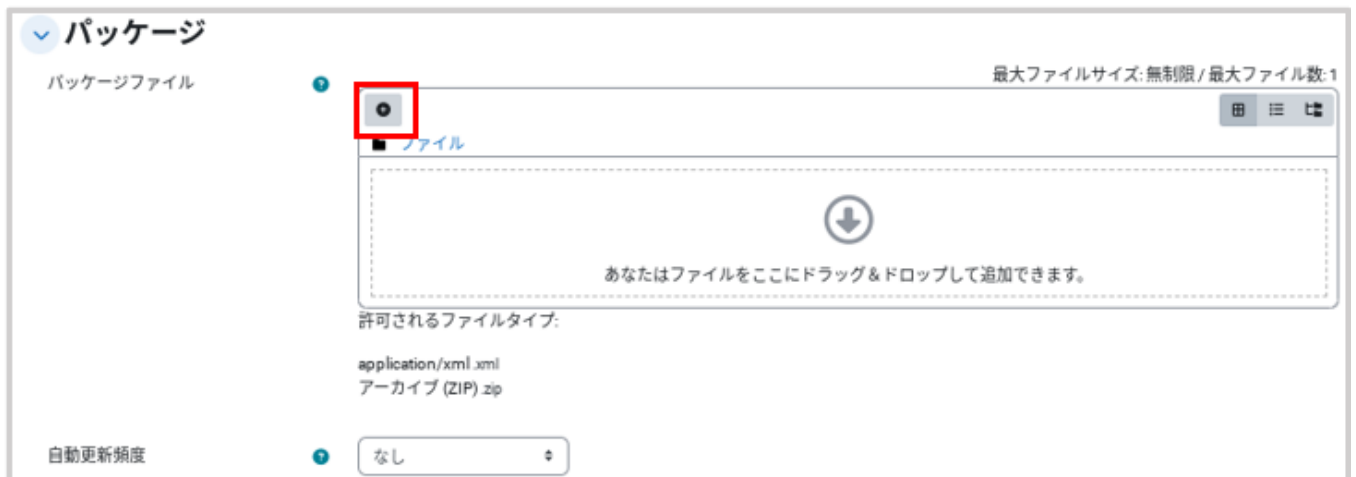 パッケージ
パッケージファイル
最大ファイルサイズ: 無制限 / 最大ファイル数: 1
ファイル
あなたはファイルをここにドラッグ＆ドロップして追加できます。
許可されるファイルタイプ:
application/xml .xml
アーカイブ (ZIP) .zip
自動更新頻度
なし